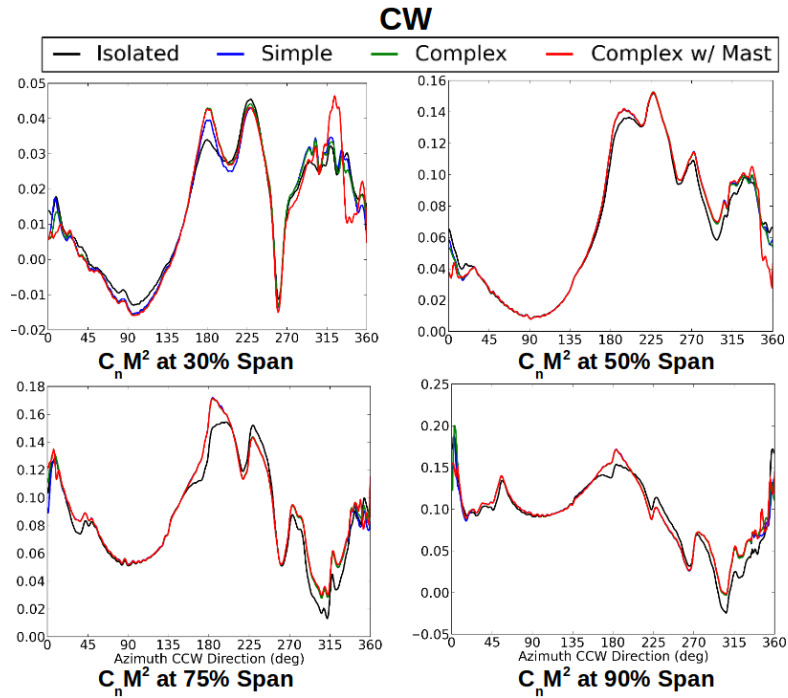 CW
Isolated Simple Complex Complex w/ Mast
0.05
0.04
0.03
0.02
0.01
0.00
−0.01
−0.02
0 45 90 135 180 225 270 315 360
CₙM² at 30% Span
0.16
0.14
0.12
0.10
0.08
0.06
0.04
0.02
0.00
0 45 90 135 180 225 270 315 360
CₙM² at 50% Span
0.18
0.16
0.14
0.12
0.10
0.08
0.06
0.04
0.02
0.00
0 45 90 135 180 225 270 315 360
Azimuth CCW Direction (deg)
CₙM² at 75% Span
0.25
0.20
0.15
0.10
0.05
0.00
−0.05
0 45 90 135 180 225 270 315 360
Azimuth CCW Direction (deg)
CₙM² at 90% Span